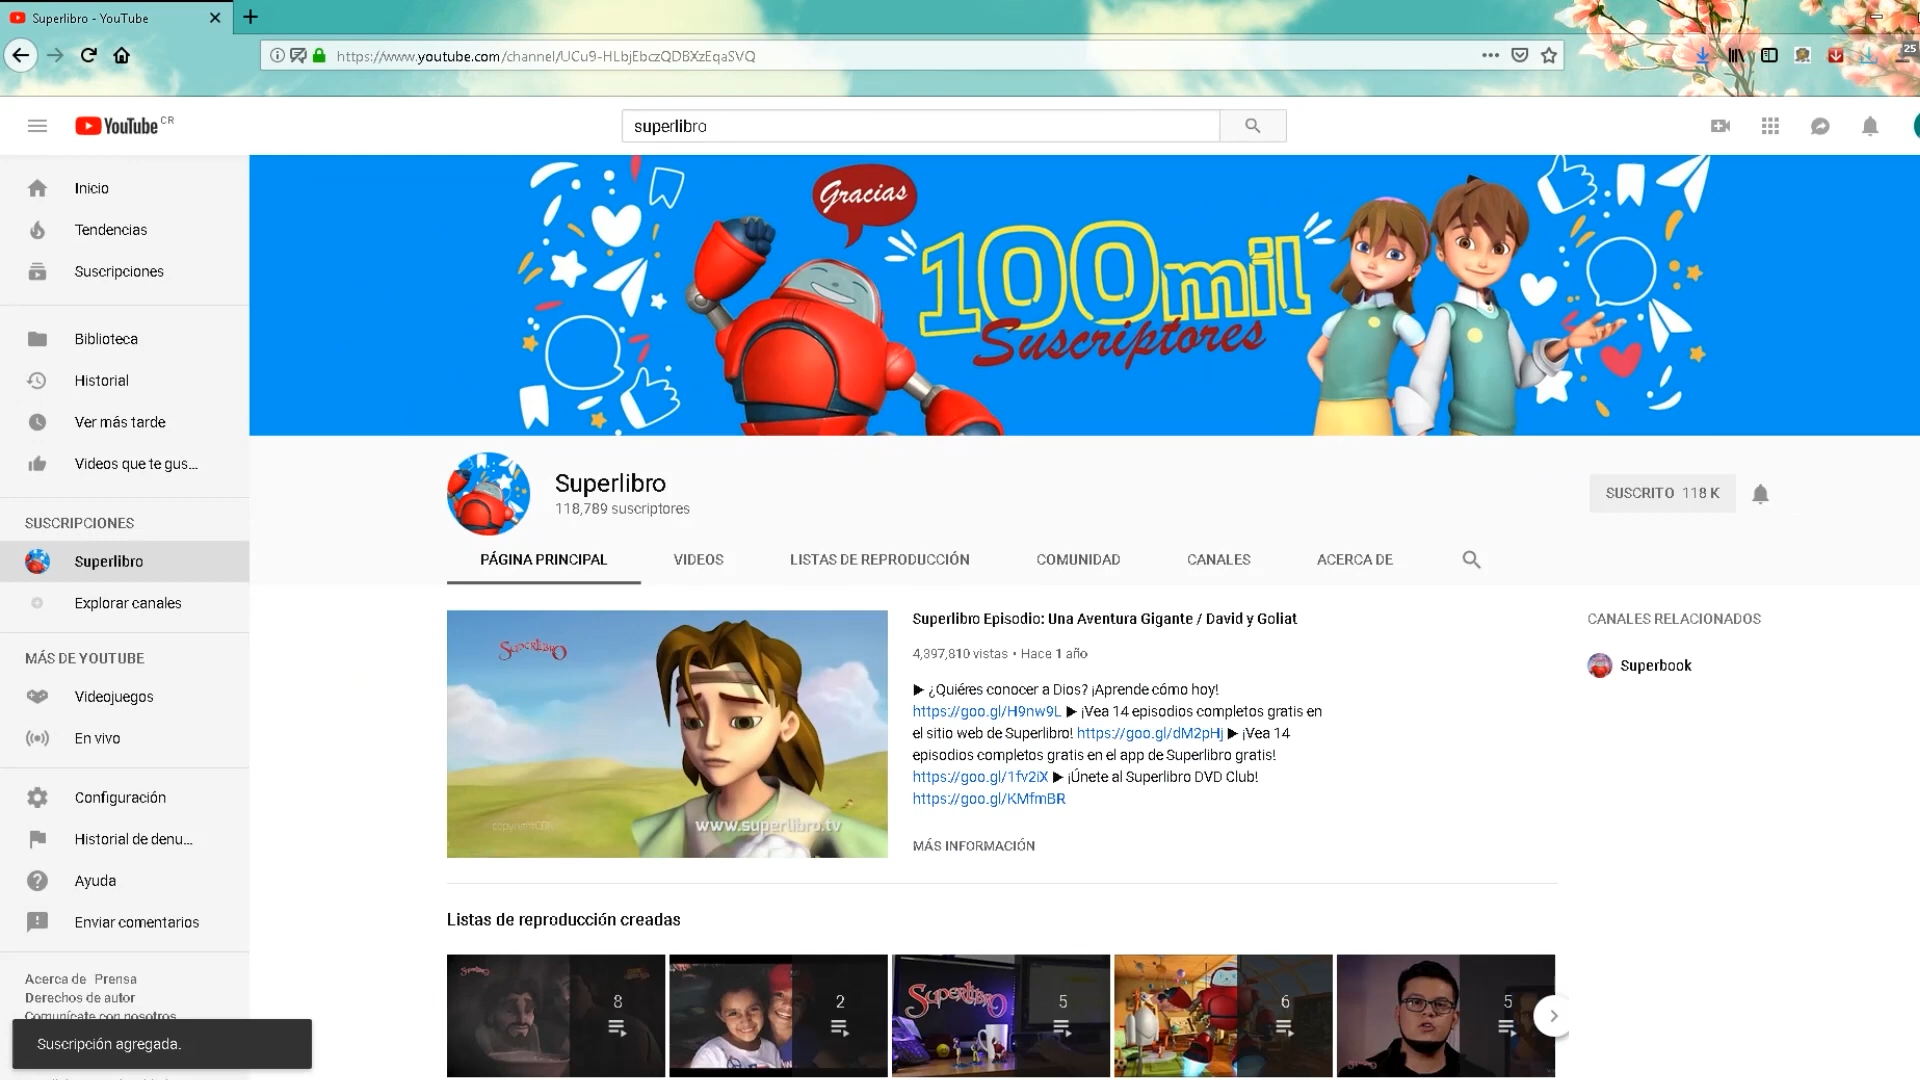 Superlibro - YouTube
https://www.youtube.com/channel/UCu9-HLbjEbczQDBXzEqaSVQ
25
YouTube CR
superlibro
Inicio
Tendencias
Suscripciones
Biblioteca
Historial
Ver más tarde
Videos que te gus...
SUSCRIPCIONES
Superlibro
Explorar canales
MÁS DE YOUTUBE
Videojuegos
En vivo
Configuración
Historial de denu...
Ayuda
Enviar comentarios
Acerca de Prensa
Derechos de autor
Comunícate con nosotros
Suscripción agregada.
Gracias
100mil
Suscriptores
Superlibro
118,789 suscriptores
SUSCRITO 118 K
PÁGINA PRINCIPAL
VIDEOS
LISTAS DE REPRODUCCIÓN
COMUNIDAD
CANALES
ACERCA DE
SUPERLIBRO
www.superlibro.tv
Superlibro Episodio: Una Aventura Gigante / David y Goliat
4,397,810 vistas • Hace 1 año
▶ ¿Quiéres conocer a Dios? ¡Aprende cómo hoy!
https://goo.gl/H9nw9L ▶ ¡Vea 14 episodios completos gratis en
el sitio web de Superlibro! https://goo.gl/dM2pHj ▶ ¡Vea 14
episodios completos gratis en el app de Superlibro gratis!
https://goo.gl/1fv2iX ▶ ¡Únete al Superlibro DVD Club!
https://goo.gl/KMfmBR
MÁS INFORMACIÓN
CANALES RELACIONADOS
Superbook
Listas de reproducción creadas
8
2
SUPERLIBRO
5
6
5